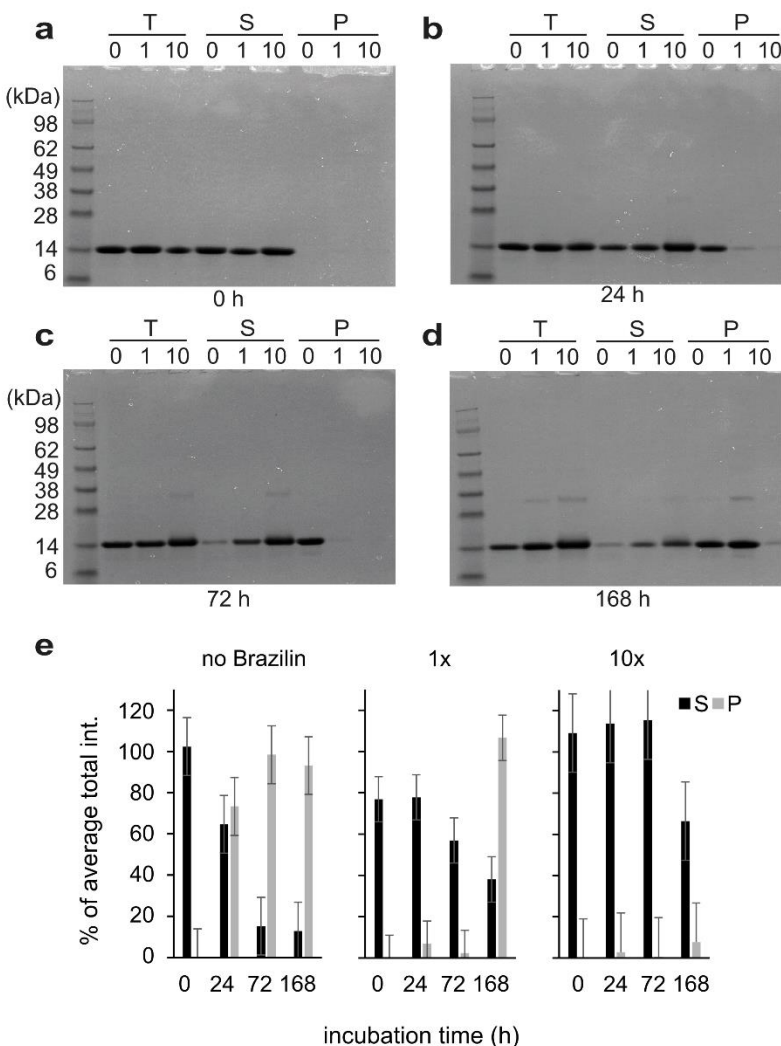 a
T S P
0 1 10 0 1 10 0 1 10
(kDa)
98
62
49
38
28
14
6
0 h
b
T S P
0 1 10 0 1 10 0 1 10
24 h
c
T S P
0 1 10 0 1 10 0 1 10
(kDa)
98
62
49
38
28
14
6
72 h
d
T S P
0 1 10 0 1 10 0 1 10
168 h
e
no Brazilin 1x 10x
S P
% of average total int.
120
100
80
60
40
20
0
0 24 72 168 0 24 72 168 0 24 72 168
incubation time (h)